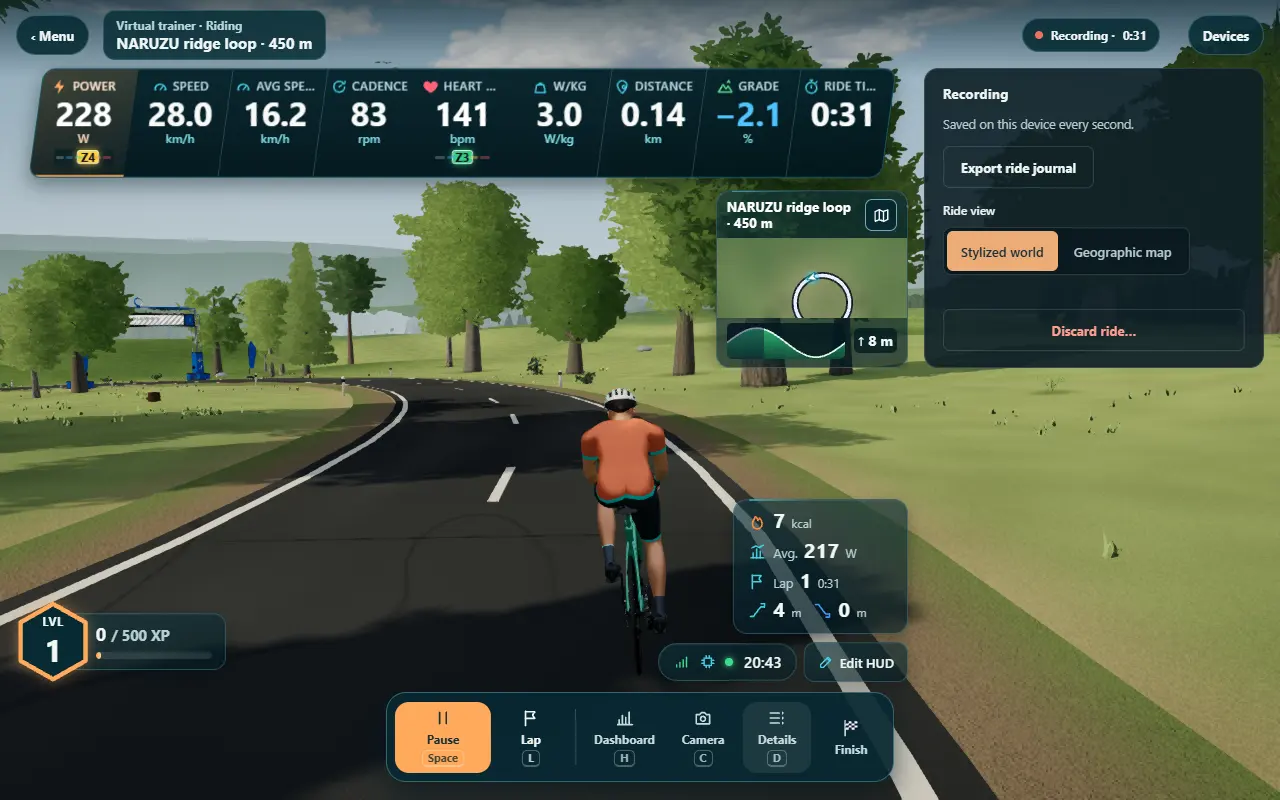 ‹ Menu
Virtual trainer · Riding
NARUZU ridge loop · 450 m
Recording · 0:31
Devices
POWER
228
W
Z4
SPEED
28.0
km/h
AVG SPE...
16.2
km/h
CADENCE
83
rpm
HEART ...
141
bpm
Z3
W/KG
3.0
W/kg
DISTANCE
0.14
km
GRADE
−2.1
%
RIDE TI...
0:31
Recording
Saved on this device every second.
Export ride journal
Ride view
Stylized world
Geographic map
Discard ride...
NARUZU ridge loop
· 450 m
↑ 8 m
7 kcal
Avg. 217 W
Lap 1 0:31
4 m 0 m
LVL
1
0 / 500 XP
20:43
Edit HUD
Pause
Space
Lap
L
Dashboard
H
Camera
C
Details
D
Finish